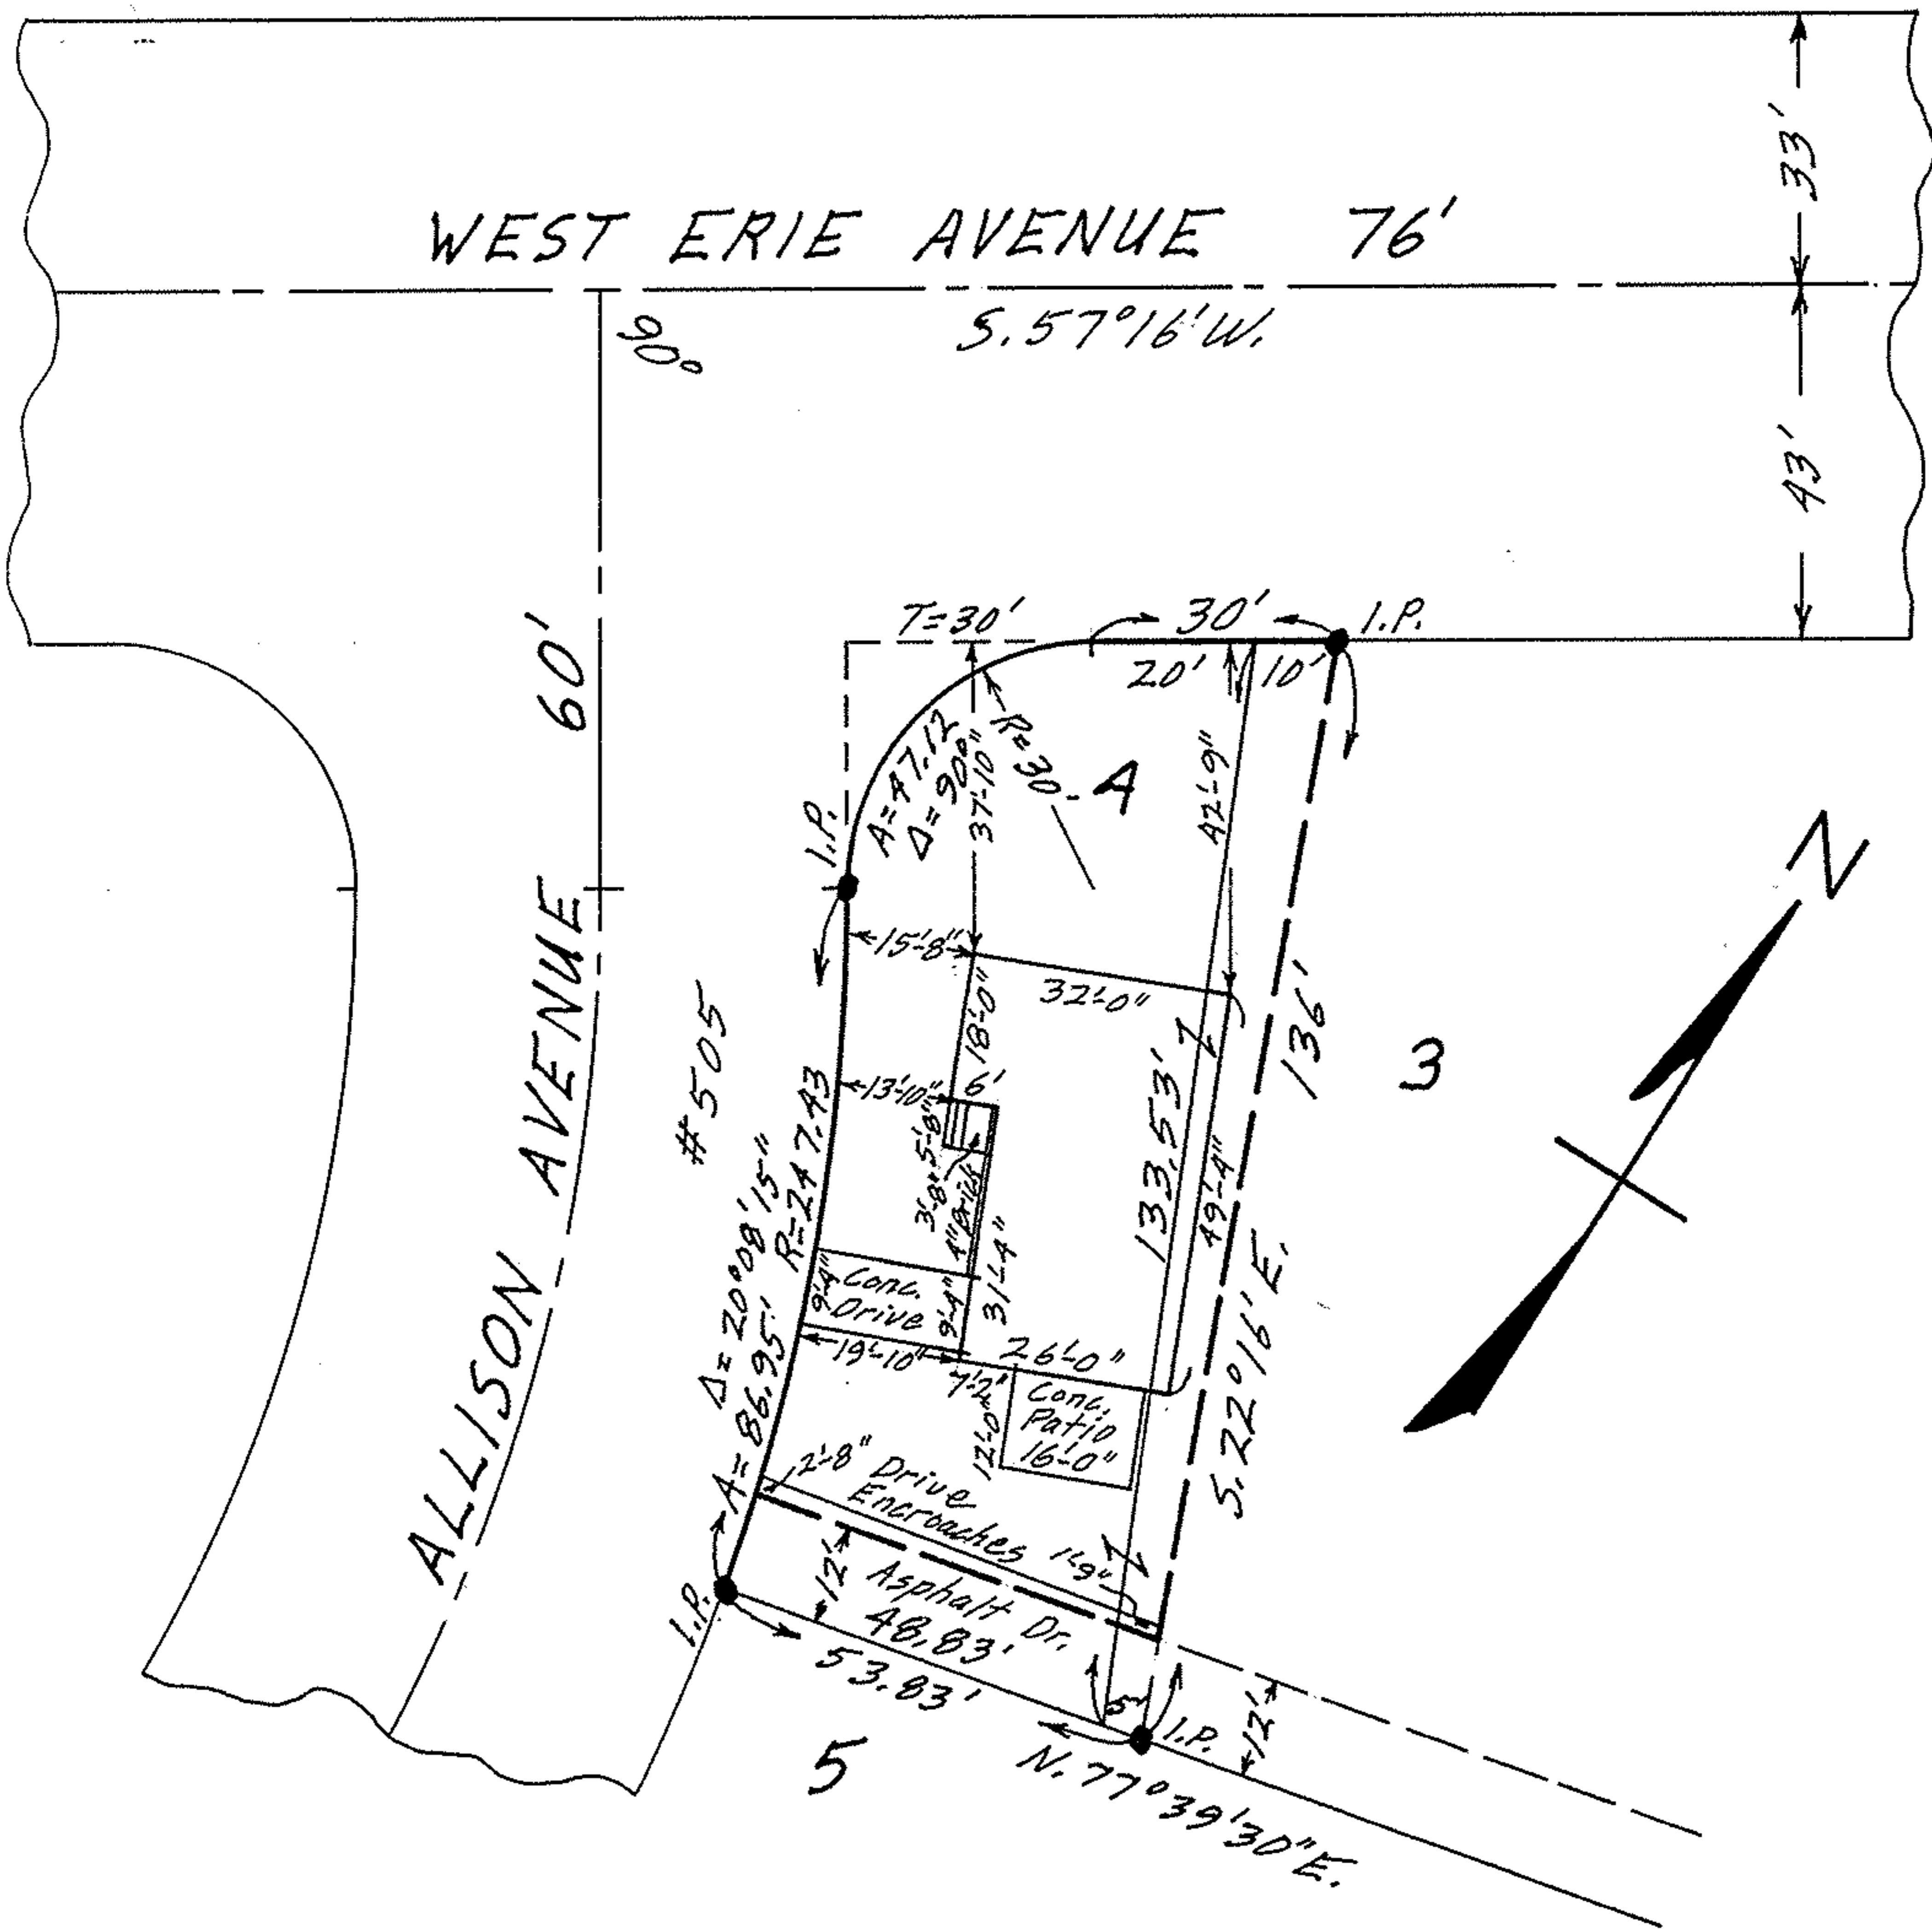 WEST ERIE AVENUE 76'
33'
S. 57°16'W.
90°
43'
60'
T=30'
30'
I.P.
20'
10'
A=47.12
Δ=90°
37'-10"
R=30'
4
42'-9"
I.P.
N
15'-8"
32'-0"
18'-0"
136'
3
ALLISON AVENUE
#505
13'-10"
6'
5'-8"
3'-8"
4" Brick
133.53'
49'-4"
Δ=20°08'15"
R=247.43
A=86.95'
9'-4"
Conc.
Drive
9'-4"
31'-4"
19'-10"
26'-0"
7'-2"
Conc.
Patio
16'-0"
12'-0"
S. 22°16'E.
2'-8" Drive
Encroaches 1'-9"
12'
Asphalt Dr.
48.83'
I.P.
53.83'
5'
I.P.
12'
5
N. 77°39'30"E.